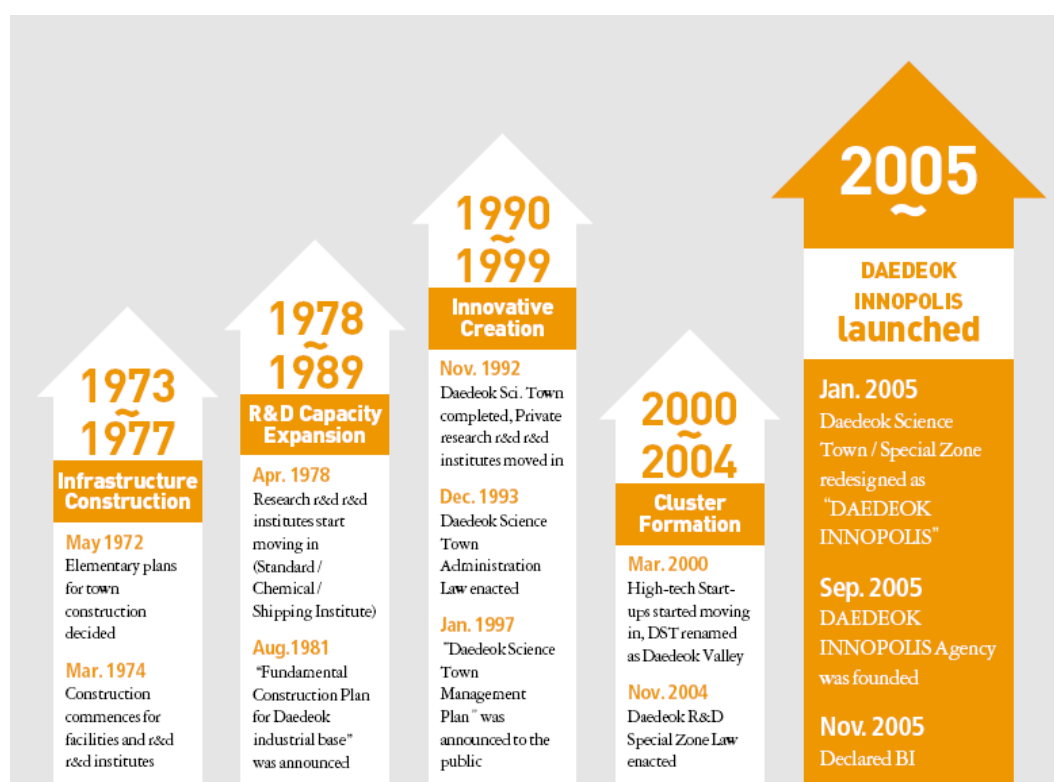 1973
~
1977
Infrastructure
Construction
May 1972
Elementary plans
for town
construction
decided
Mar. 1974
Construction
commences for
facilities and r&d
r&d institutes
1978
~
1989
R&D Capacity
Expansion
Apr. 1978
Research r&d r&d
institutes start
moving in
(Standard /
Chemical /
Shipping Institute)
Aug.1981
"Fundamental
Construction Plan
for Daedeok
industrial base"
was announced
1990
~
1999
Innovative
Creation
Nov. 1992
Daedeok Sci. Town
completed, Private
research r&d r&d
institutes moved in
Dec. 1993
Daedeok Science
Town
Administration
Law enacted
Jan. 1997
"Daedeok Science
Town
Management
Plan" was
announced to the
public
2000
~
2004
Cluster
Formation
Mar. 2000
High-tech Start-
ups started moving
in, DST renamed
as Daedeok Valley
Nov. 2004
Daedeok R&D
Special Zone Law
enacted
2005
~
DAEDEOK
INNOPOLIS
launched
Jan. 2005
Daedeok Science
Town / Special Zone
redesigned as
"DAEDEOK
INNOPOLIS"
Sep. 2005
DAEDEOK
INNOPOLIS Agency
was founded
Nov. 2005
Declared BI